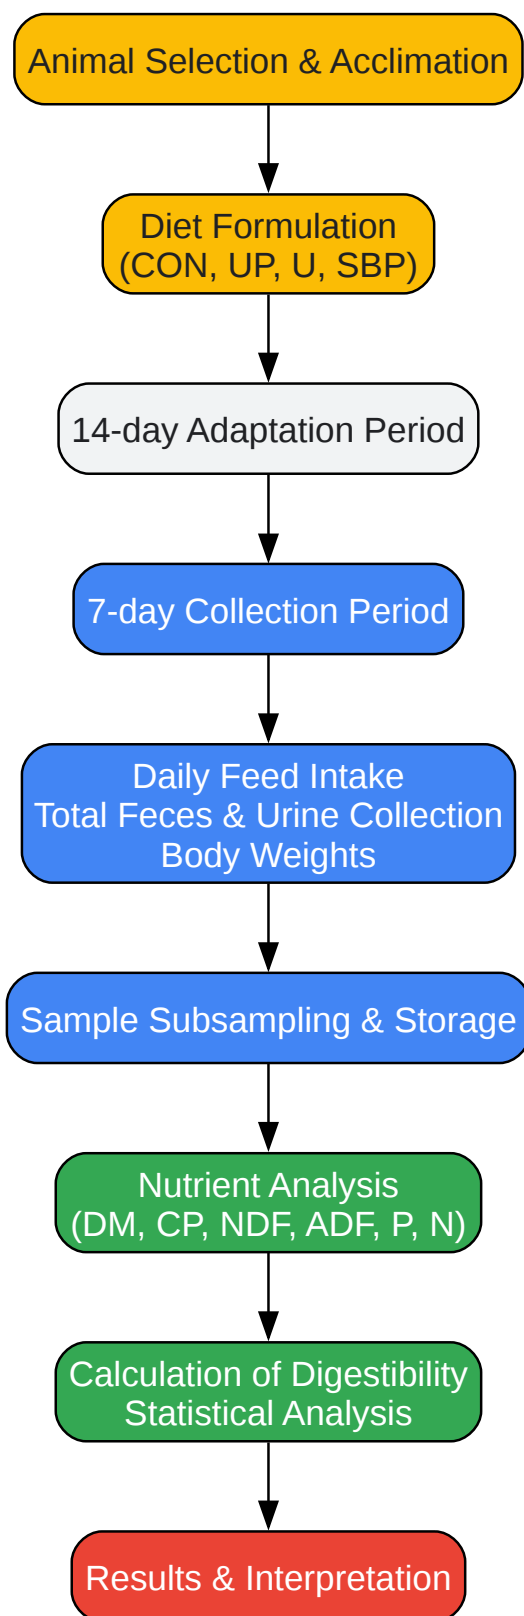 Animal Selection & Acclimation
Diet Formulation
(CON, UP, U, SBP)
14-day Adaptation Period
7-day Collection Period
Daily Feed Intake
Total Feces & Urine Collection
Body Weights
Sample Subsampling & Storage
Nutrient Analysis
(DM, CP, NDF, ADF, P, N)
Calculation of Digestibility
Statistical Analysis
Results & Interpretation